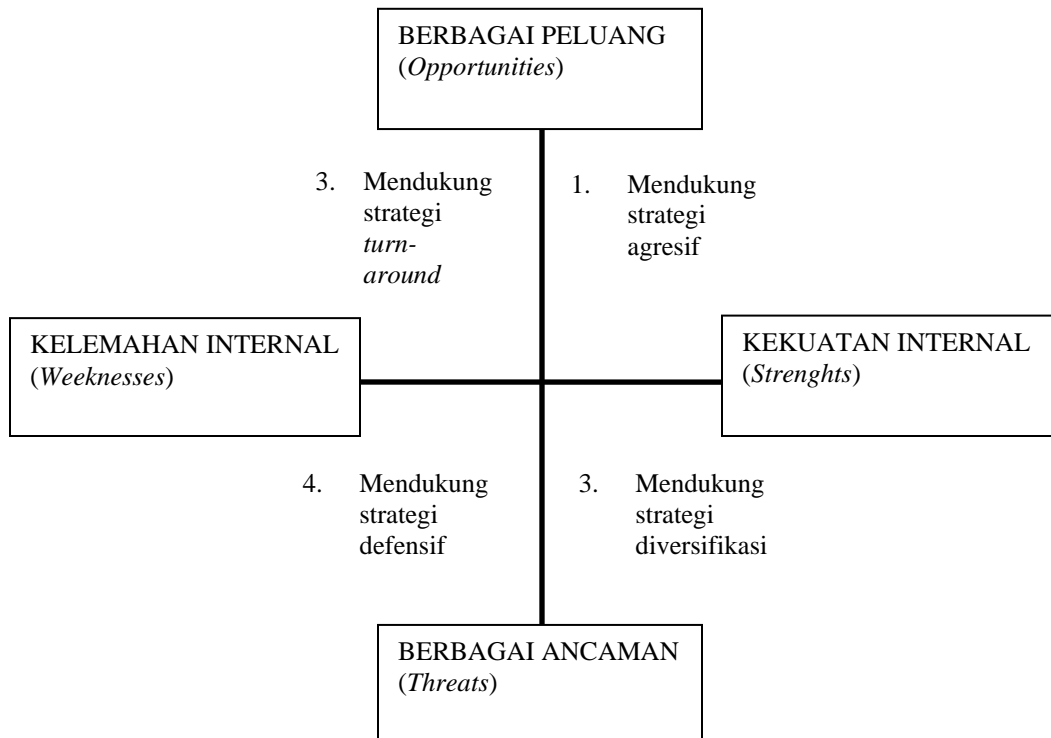 BERBAGAI PELUANG
(Opportunities)
3. Mendukung
strategi
turn-
around
1. Mendukung
strategi
agresif
KELEMAHAN INTERNAL
(Weeknesses)
KEKUATAN INTERNAL
(Strenghts)
4. Mendukung
strategi
defensif
3. Mendukung
strategi
diversifikasi
BERBAGAI ANCAMAN
(Threats)